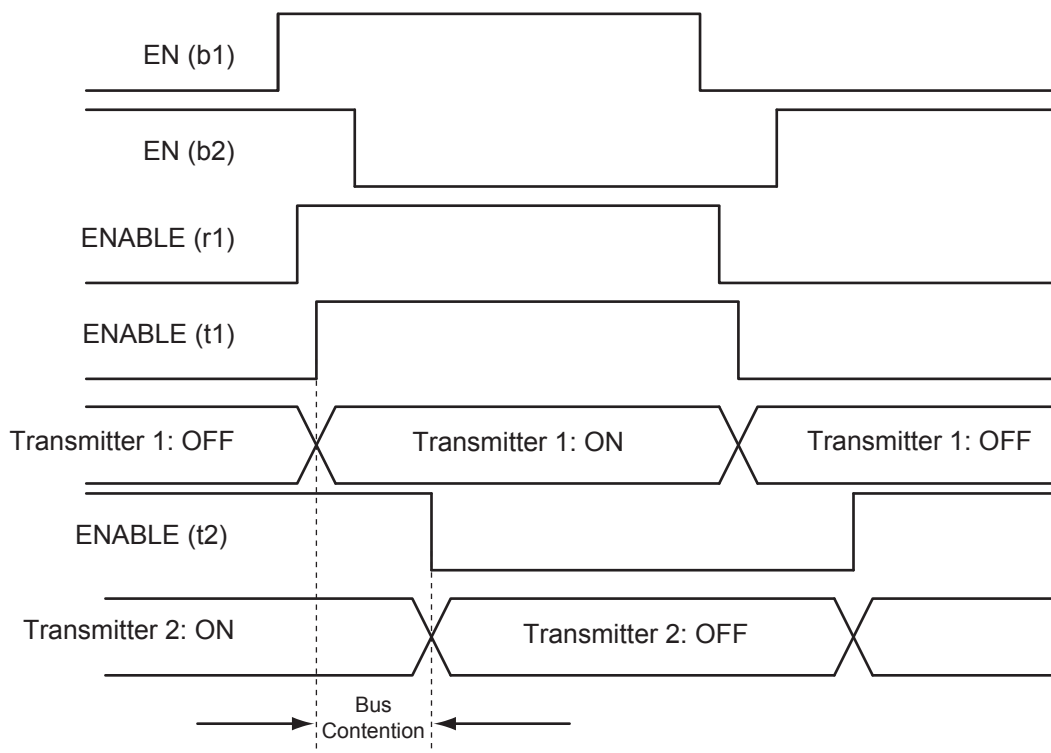 EN (b1)
EN (b2)
ENABLE (r1)
ENABLE (t1)
Transmitter 1: OFF
Transmitter 1: ON
Transmitter 1: OFF
ENABLE (t2)
Transmitter 2: ON
Transmitter 2: OFF
Bus
Contention